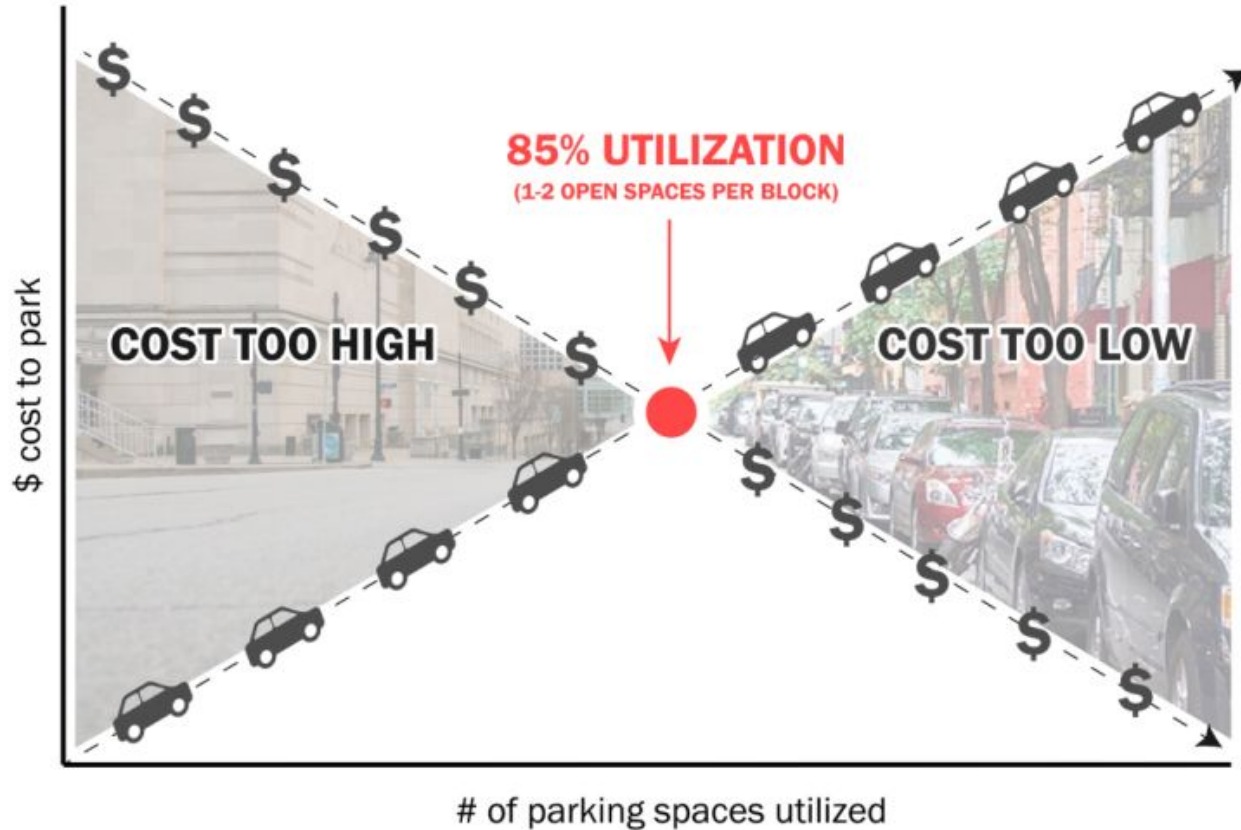 85% UTILIZATION
(1-2 OPEN SPACES PER BLOCK)
$ $ $ $ $ $
COST TOO HIGH
COST TOO LOW
$ $ $ $ $
$ cost to park
# of parking spaces utilized